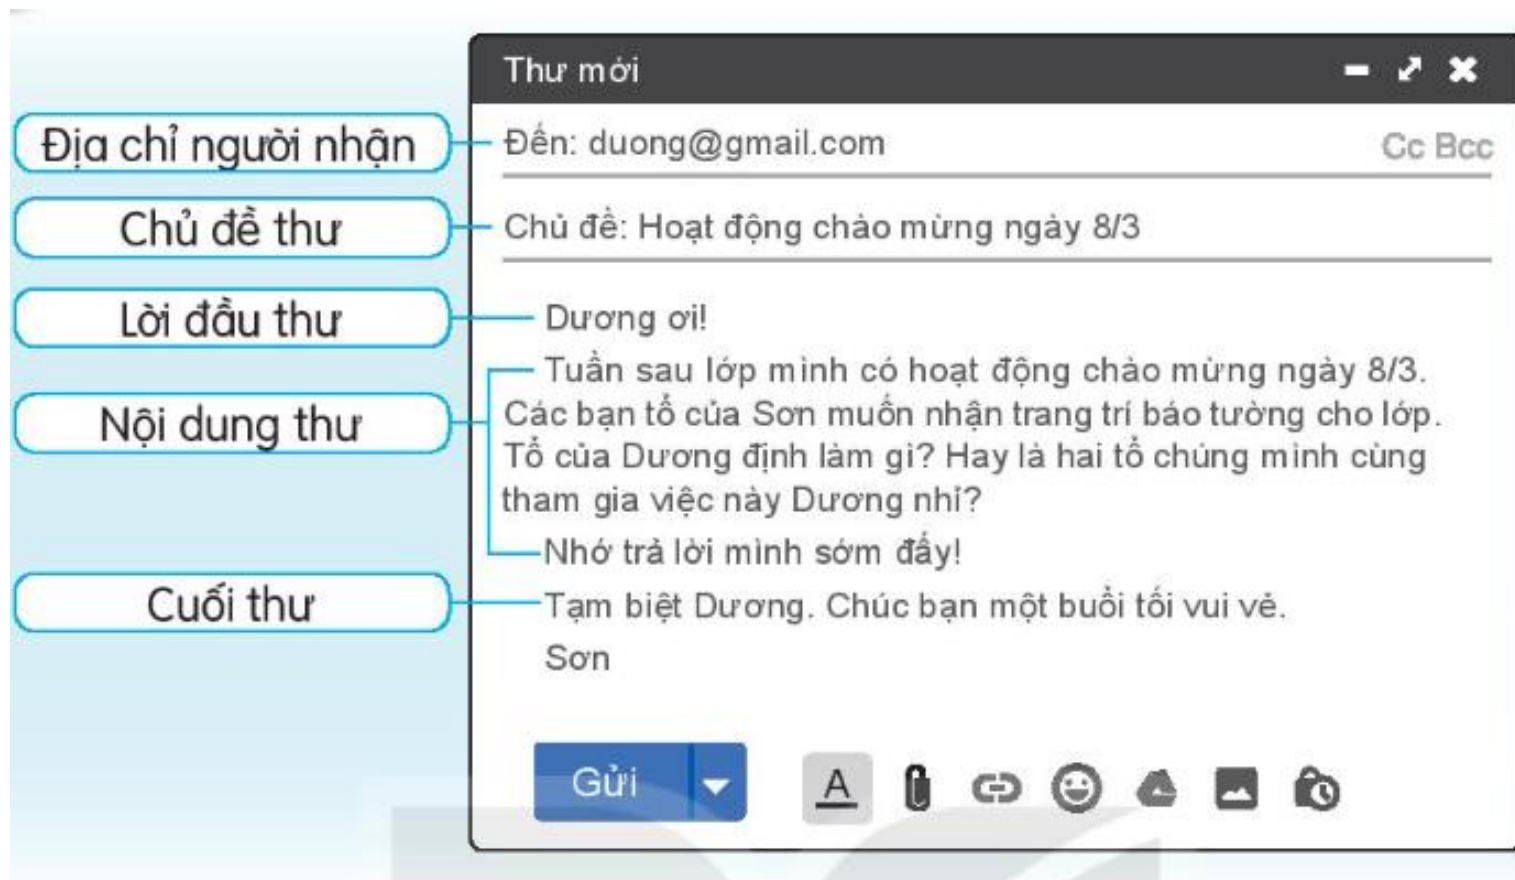 Thư mới
Địa chỉ người nhận
Đến: duong@gmail.com
Cc Bcc
Chủ đề thư
Chủ đề: Hoạt động chào mừng ngày 8/3
Lời đầu thư
Dương ơi!
Nội dung thư
Tuần sau lớp mình có hoạt động chào mừng ngày 8/3.
Các bạn tổ của Sơn muốn nhận trang trí báo tường cho lớp.
Tổ của Dương định làm gì? Hay là hai tổ chúng mình cùng
tham gia việc này Dương nhỉ?
Nhớ trả lời mình sớm đấy!
Cuối thư
Tạm biệt Dương. Chúc bạn một buổi tối vui vẻ.
Sơn
Gửi
A